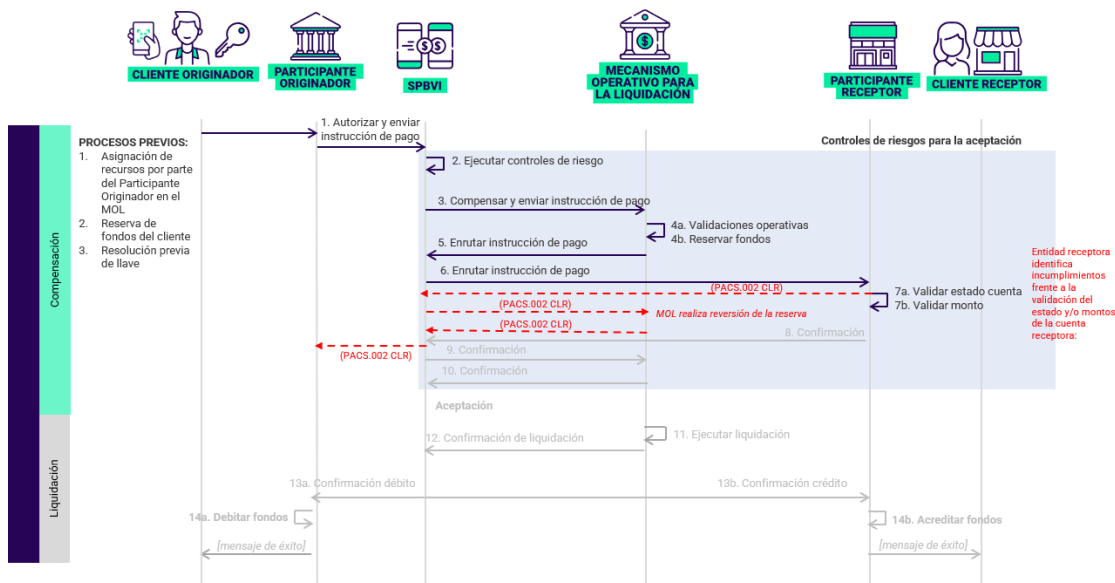 CLIENTE ORIGINADOR
PARTICIPANTE
ORIGINADOR
SPBVI
MECANISMO
OPERATIVO PARA
LA LIQUIDACIÓN
PARTICIPANTE
RECEPTOR
CLIENTE RECEPTOR
Compensación
PROCESOS PREVIOS:
1. Asignación de
recursos por parte
del Participante
Originador en el
MOL
2. Reserva de
fondos del cliente
3. Resolución previa
de llave
1. Autorizar y enviar
instrucción de pago
Controles de riesgos para la aceptación
2. Ejecutar controles de riesgo
3. Compensar y enviar instrucción de pago
4a. Validaciones operativas
4b. Reservar fondos
5. Enrutar instrucción de pago
6. Enrutar instrucción de pago
Entidad receptora
identifica
incumplimientos
frente a la
validación del
estado y/o montos
de la cuenta
receptora:
(PACS.002 CLR)
7a. Validar estado cuenta
7b. Validar monto
(PACS.002 CLR)
MOL realiza reversión de la reserva
(PACS.002 CLR)
8. Confirmación
(PACS.002 CLR)
9. Confirmación
10. Confirmación
Aceptación
Liquidación
11. Ejecutar liquidación
12. Confirmación de liquidación
13a. Confirmación débito
13b. Confirmación crédito
14a. Debitar fondos
14b. Acreditar fondos
[mensaje de éxito]
[mensaje de éxito]